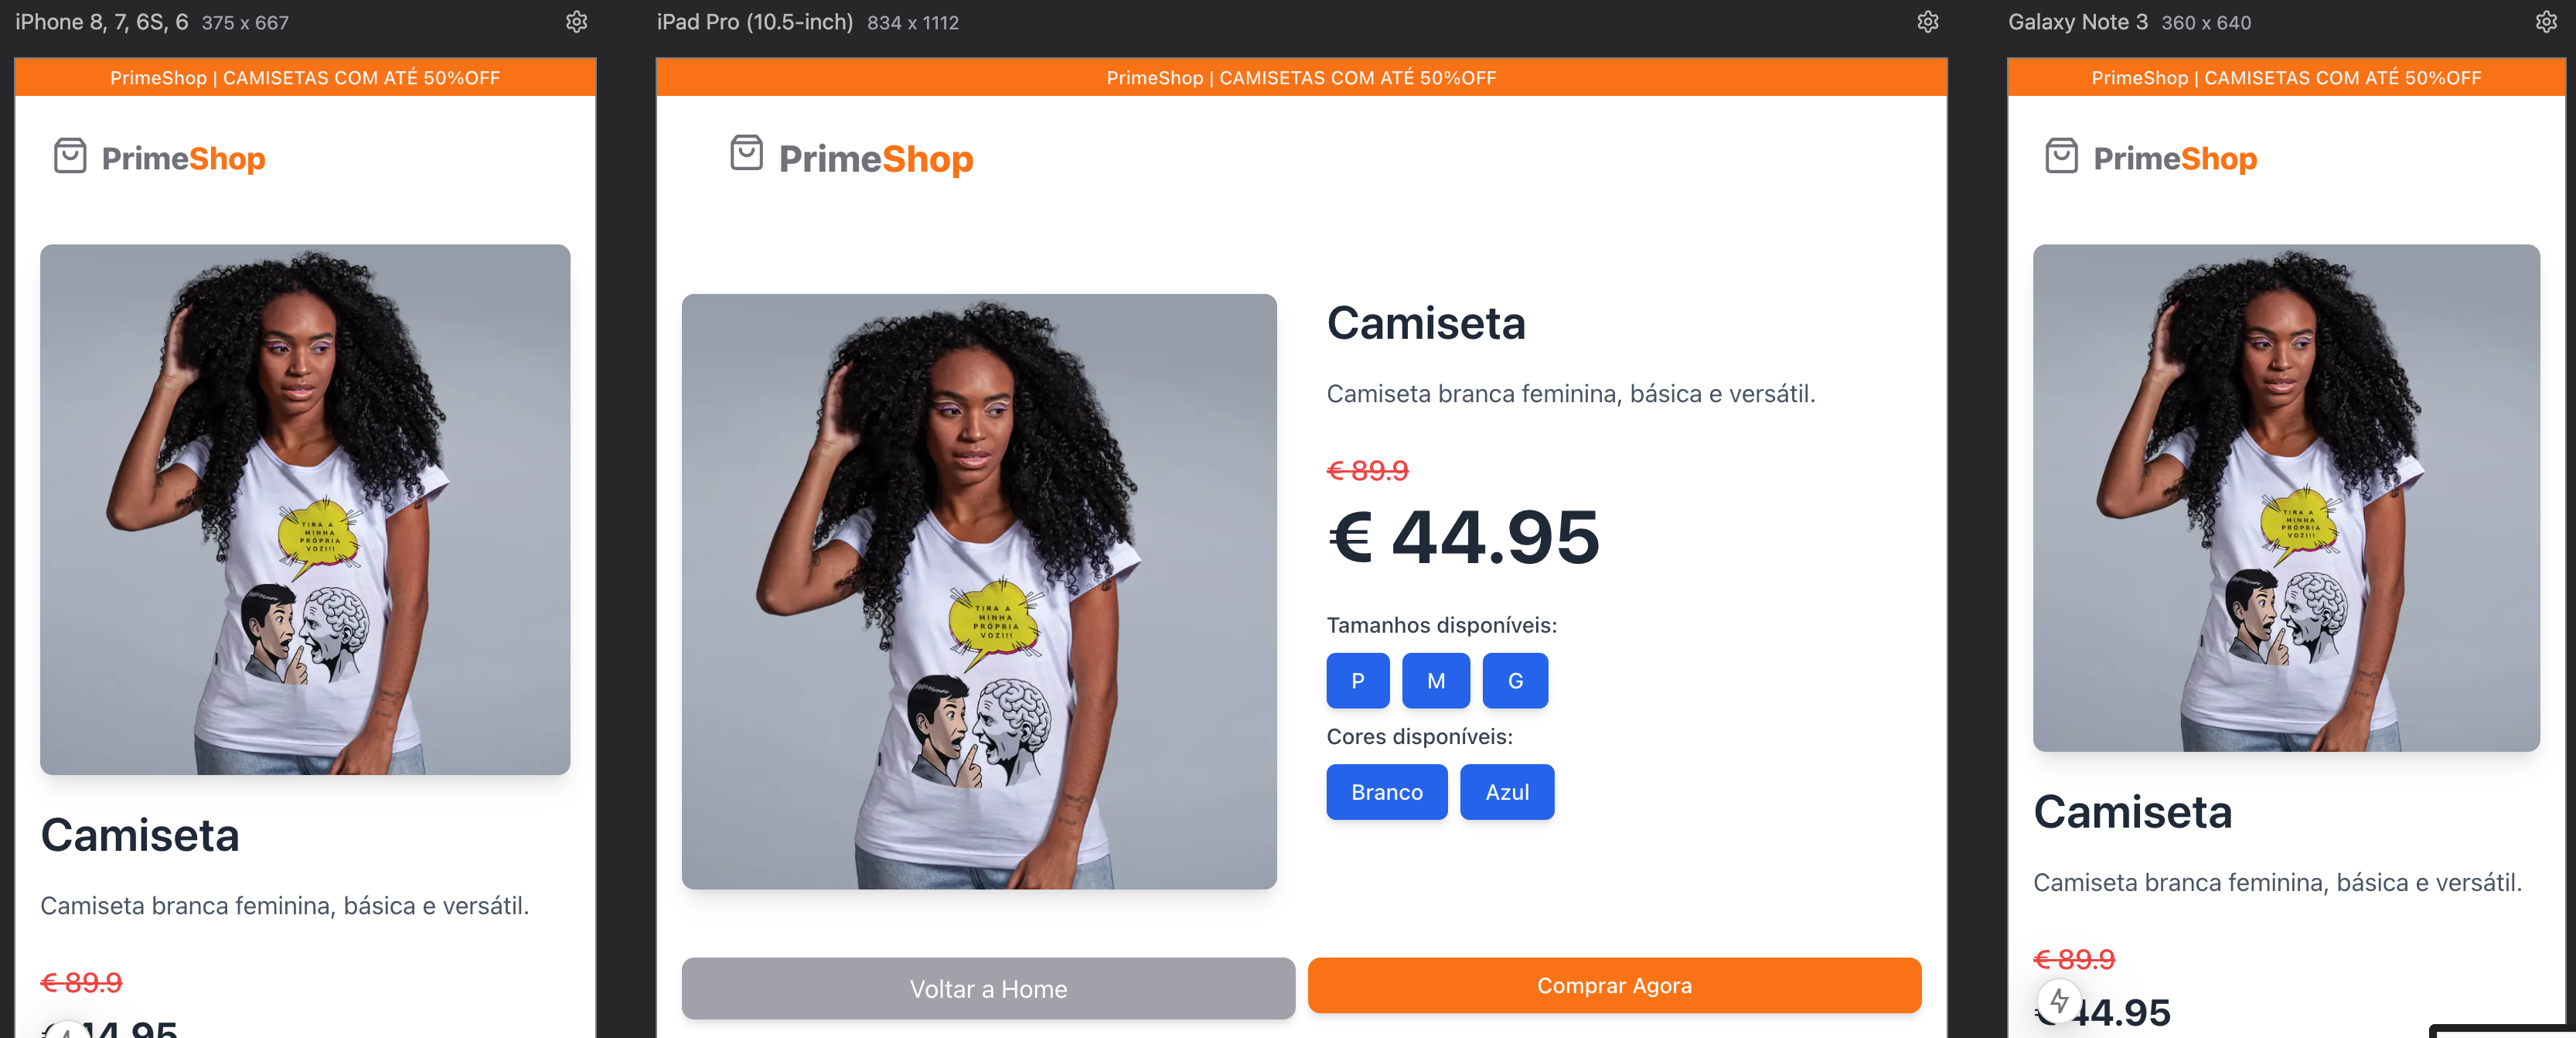 iPhone 8, 7, 6S, 6 375 x 667
PrimeShop | CAMISETAS COM ATÉ 50%OFF
PrimeShop
TIRA A
MINHA
PRÓPRIA
VOZ!!!
Camiseta
Camiseta branca feminina, básica e versátil.
€ 89.9
44.95
iPad Pro (10.5-inch) 834 x 1112
PrimeShop | CAMISETAS COM ATÉ 50%OFF
PrimeShop
TIRA A
MINHA
PRÓPRIA
VOZ!!!
Camiseta
Camiseta branca feminina, básica e versátil.
€ 89.9
€ 44.95
Tamanhos disponíveis:
P M G
Cores disponíveis:
Branco Azul
Voltar a Home Comprar Agora
Galaxy Note 3 360 x 640
PrimeShop | CAMISETAS COM ATÉ 50%OFF
PrimeShop
TIRA A
MINHA
PRÓPRIA
VOZ!!!
Camiseta
Camiseta branca feminina, básica e versátil.
€ 89.9
€ 44.95